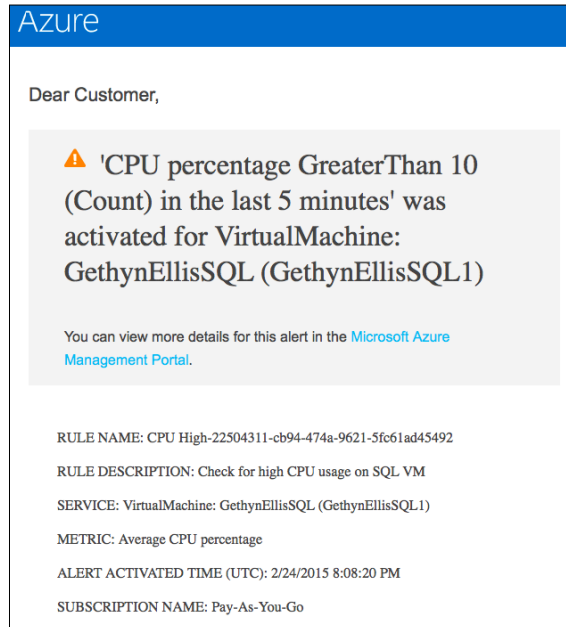 Azure
Dear Customer,
'CPU percentage GreaterThan 10
(Count) in the last 5 minutes' was
activated for VirtualMachine:
GethynEllisSQL (GethynEllisSQL1)
You can view more details for this alert in the Microsoft Azure
Management Portal.
RULE NAME: CPU High-22504311-cb94-474a-9621-5fc61ad45492
RULE DESCRIPTION: Check for high CPU usage on SQL VM
SERVICE: VirtualMachine: GethynEllisSQL (GethynEllisSQL1)
METRIC: Average CPU percentage
ALERT ACTIVATED TIME (UTC): 2/24/2015 8:08:20 PM
SUBSCRIPTION NAME: Pay-As-You-Go